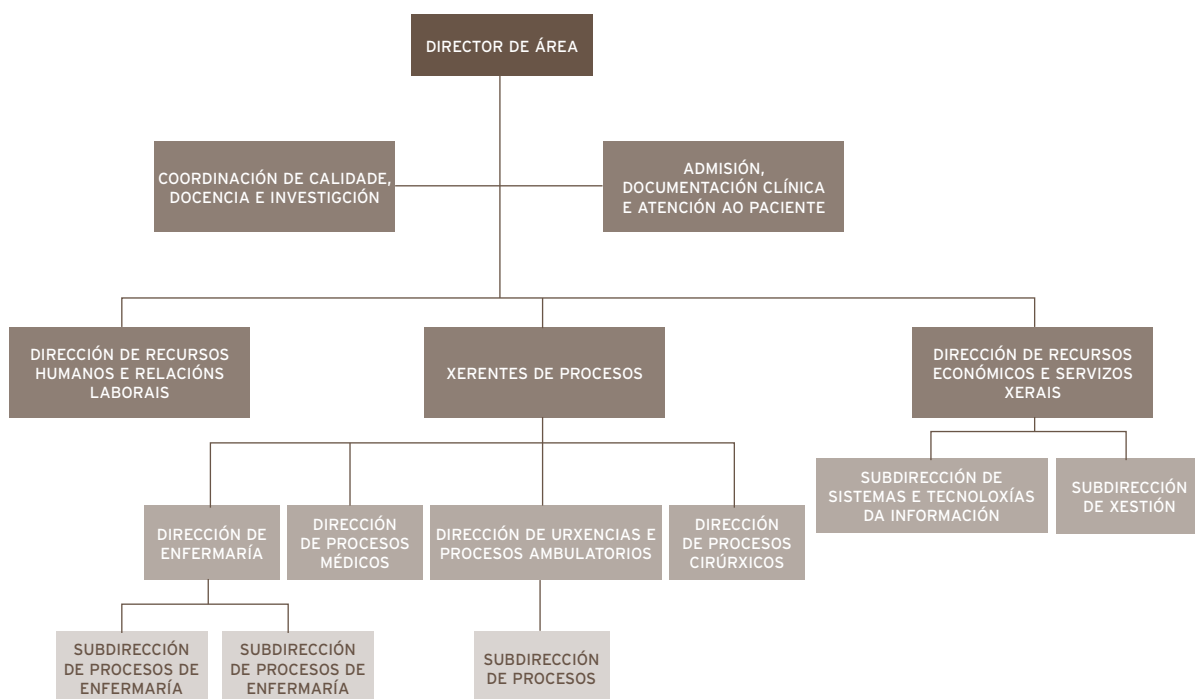 DIRECTOR DE ÁREA
COORDINACIÓN DE CALIDADE,
DOCENCIA E INVESTIGCIÓN
ADMISIÓN,
DOCUMENTACIÓN CLÍNICA
E ATENCIÓN AO PACIENTE
DIRECCIÓN DE RECURSOS
HUMANOS E RELACIÓNS
LABORAIS
XERENTES DE PROCESOS
DIRECCIÓN DE RECURSOS
ECONÓMICOS E SERVIZOS
XERAIS
SUBDIRECCIÓN DE
SISTEMAS E TECNOLOXÍAS
DA INFORMACIÓN
SUBDIRECCIÓN
DE XESTIÓN
DIRECCIÓN DE
ENFERMARÍA
DIRECCIÓN
DE PROCESOS
MÉDICOS
DIRECCIÓN DE URXENCIAS E
PROCESOS AMBULATORIOS
DIRECCIÓN
DE PROCESOS
CIRÚRXICOS
SUBDIRECCIÓN
DE PROCESOS DE
ENFERMARÍA
SUBDIRECCIÓN
DE PROCESOS DE
ENFERMARÍA
SUBDIRECCIÓN
DE PROCESOS